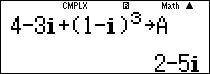 CMPLX R Math ▲
4-3i+(1-i)³→A
2-5i